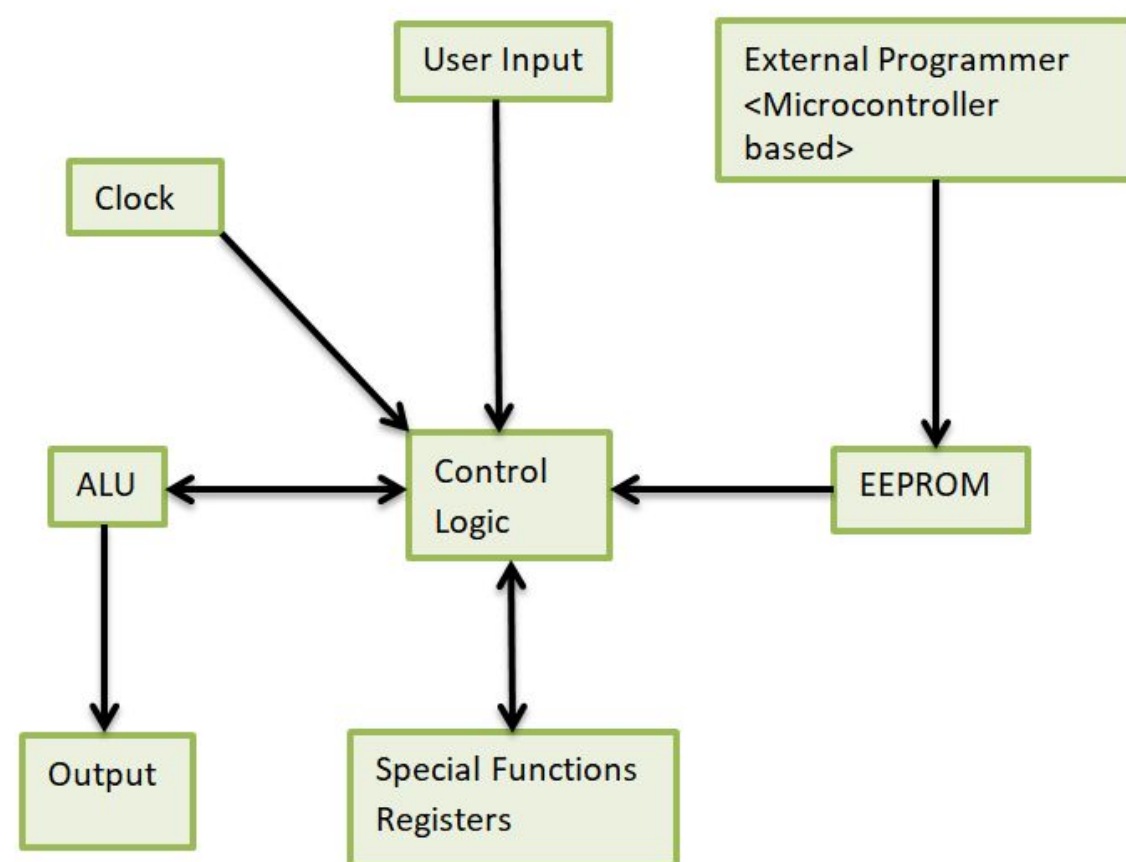 User Input
External Programmer
<Microcontroller
based>
Clock
Control
Logic
ALU
EEPROM
Output
Special Functions
Registers